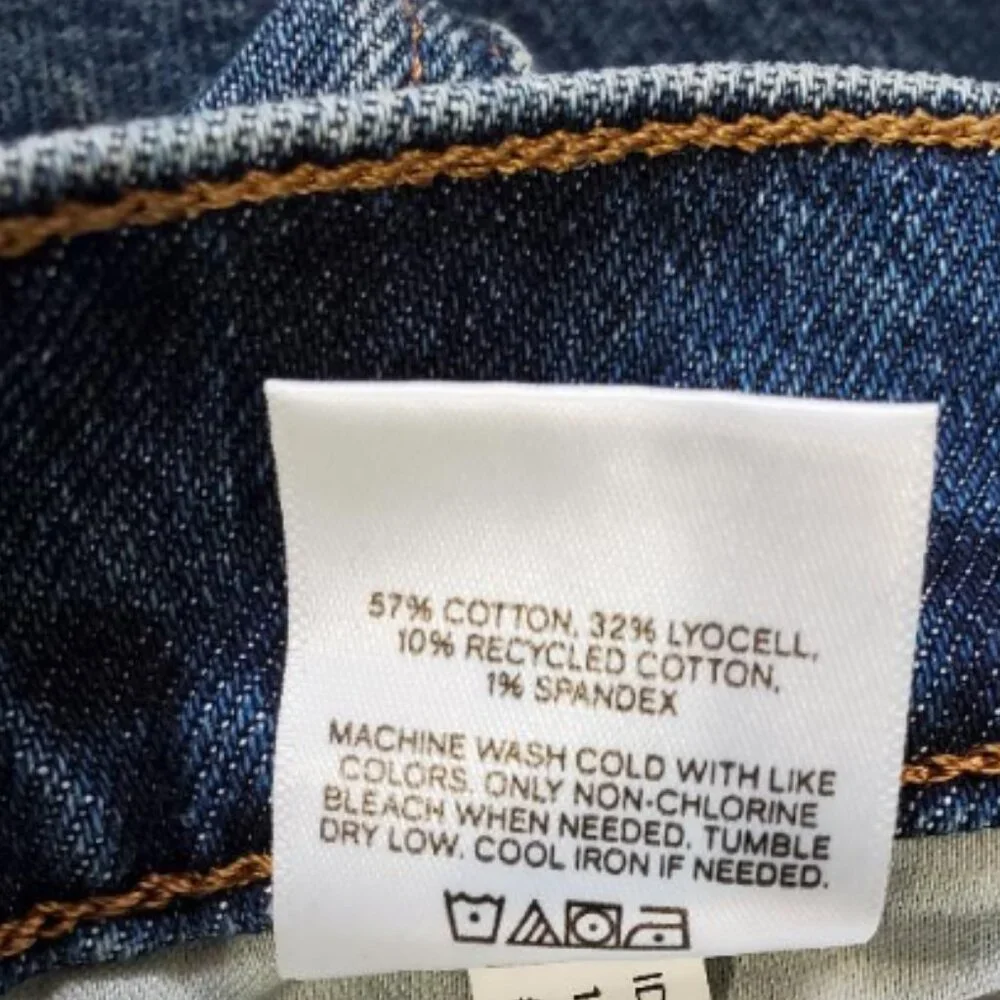 57% COTTON, 32% LYOCELL,
10% RECYCLED COTTON,
1% SPANDEX
MACHINE WASH COLD WITH LIKE
COLORS. ONLY NON-CHLORINE
BLEACH WHEN NEEDED. TUMBLE
DRY LOW. COOL IRON IF NEEDED.